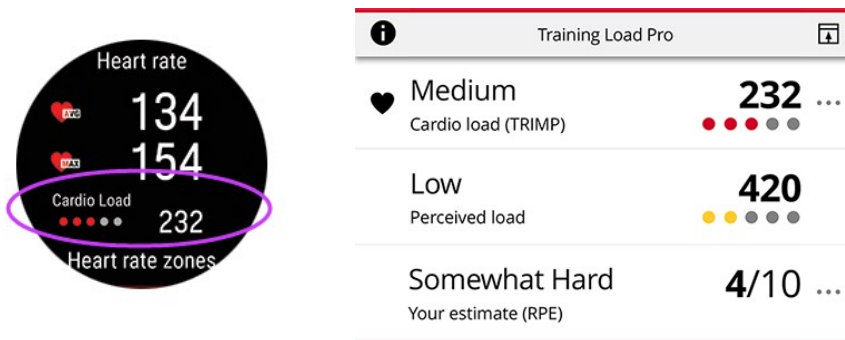 Heart rate
AVG 134
MAX 154
Cardio Load
232
Heart rate zones
Training Load Pro
Medium 232
Cardio load (TRIMP)
Low 420
Perceived load
Somewhat Hard 4/10
Your estimate (RPE)